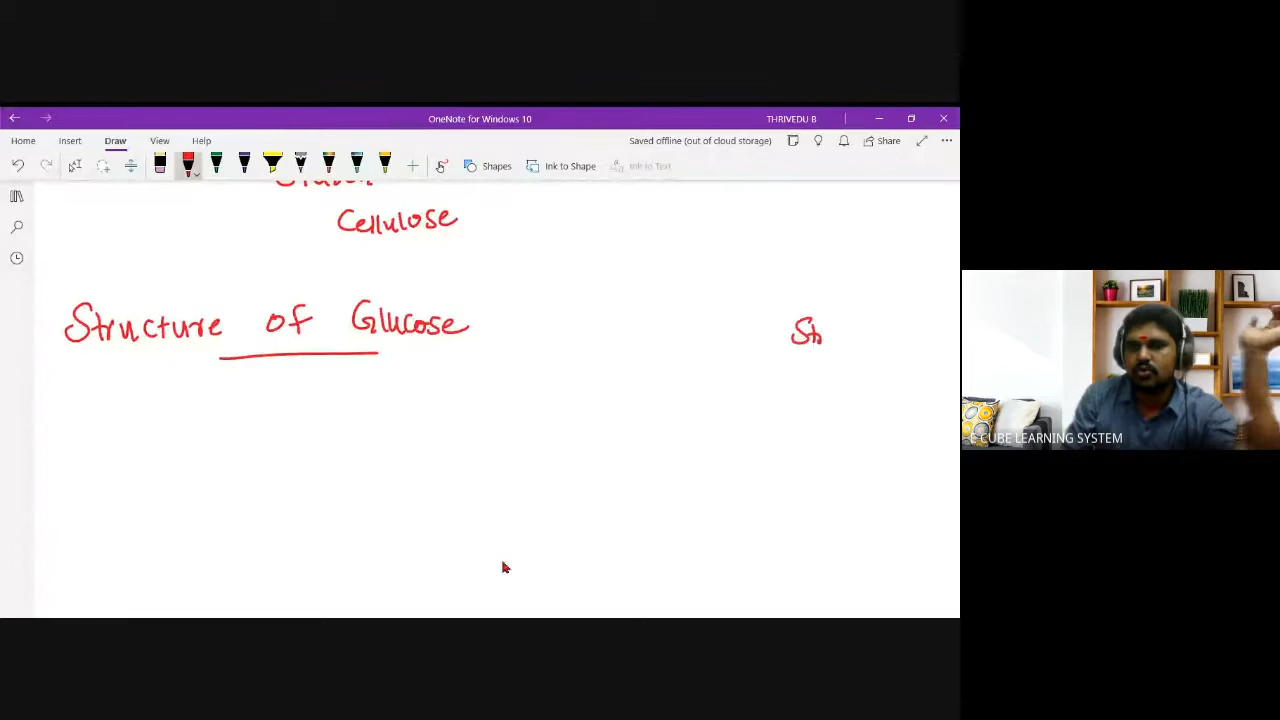 OneNote for Windows 10
THRIVEDU B
Home Insert Draw View Help
Saved offline (out of cloud storage)
Share
Shapes
Ink to Shape
Ink to Text
Cellulose
Structure of Glucose
E CUBE LEARNING SYSTEM